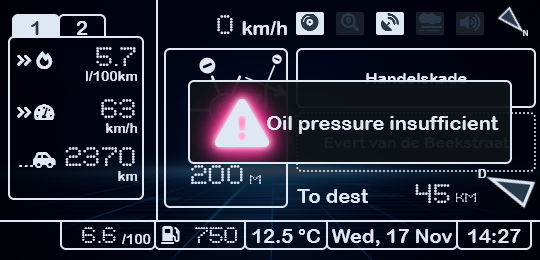 1 2
0 km/h
5.7
l/100km
63
km/h
2370
km
Handelskade
Oil pressure insufficient
Evert van de Beekstraat
200 M
To dest 45 KM
N
D
6.6 /100
750
12.5 °C
Wed, 17 Nov
14:27